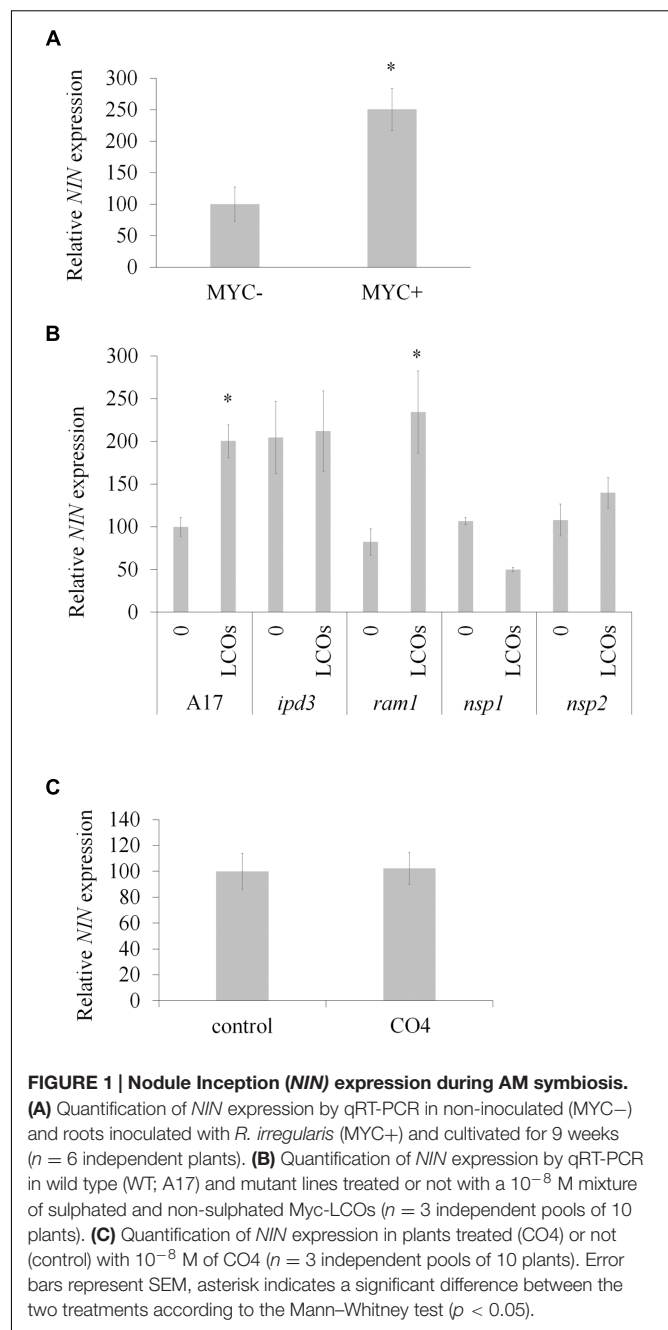 A
Relative NIN expression
300
250
200
150
100
50
0
*
MYC-
MYC+
B
Relative NIN expression
300
250
200
150
100
50
0
*
*
0
LCOs
0
LCOs
0
LCOs
0
LCOs
0
LCOs
A17
ipd3
ram1
nsp1
nsp2
C
Relative NIN expression
140
120
100
80
60
40
20
0
control
CO4
FIGURE 1 | Nodule Inception (NIN) expression during AM symbiosis.
(A) Quantification of NIN expression by qRT-PCR in non-inoculated (MYC−)
and roots inoculated with R. irregularis (MYC+) and cultivated for 9 weeks
(n = 6 independent plants). (B) Quantification of NIN expression by qRT-PCR
in wild type (WT; A17) and mutant lines treated or not with a 10⁻⁸ M mixture
of sulphated and non-sulphated Myc-LCOs (n = 3 independent pools of 10
plants). (C) Quantification of NIN expression in plants treated (CO4) or not
(control) with 10⁻⁸ M of CO4 (n = 3 independent pools of 10 plants). Error
bars represent SEM, asterisk indicates a significant difference between the
two treatments according to the Mann–Whitney test (p < 0.05).